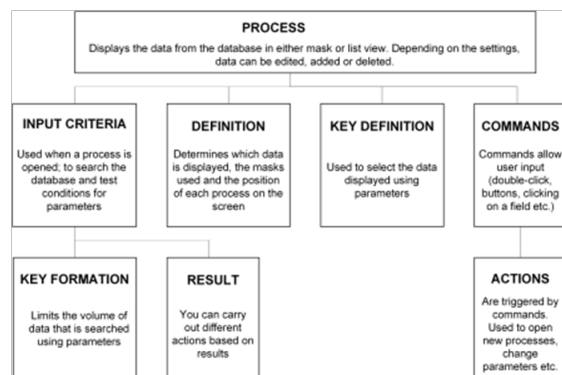 PROCESS
Displays the data from the database in either mask or list view. Depending on the settings,
data can be edited, added or deleted.
INPUT CRITERIA
Used when a process is
opened; to search the
database and test
conditions for
parameters
DEFINITION
Determines which data
is displayed, the masks
used and the position
of each process on the
screen
KEY DEFINITION
Used to select the data
displayed using
parameters
COMMANDS
Commands allow
user input
(double-click,
buttons, clicking
on a field etc.)
KEY FORMATION
Limits the volume of
data that is searched
using parameters
RESULT
You can carry
out different
actions based on
results
ACTIONS
Are triggered by
commands.
Used to open
new processes,
change
parameters etc.